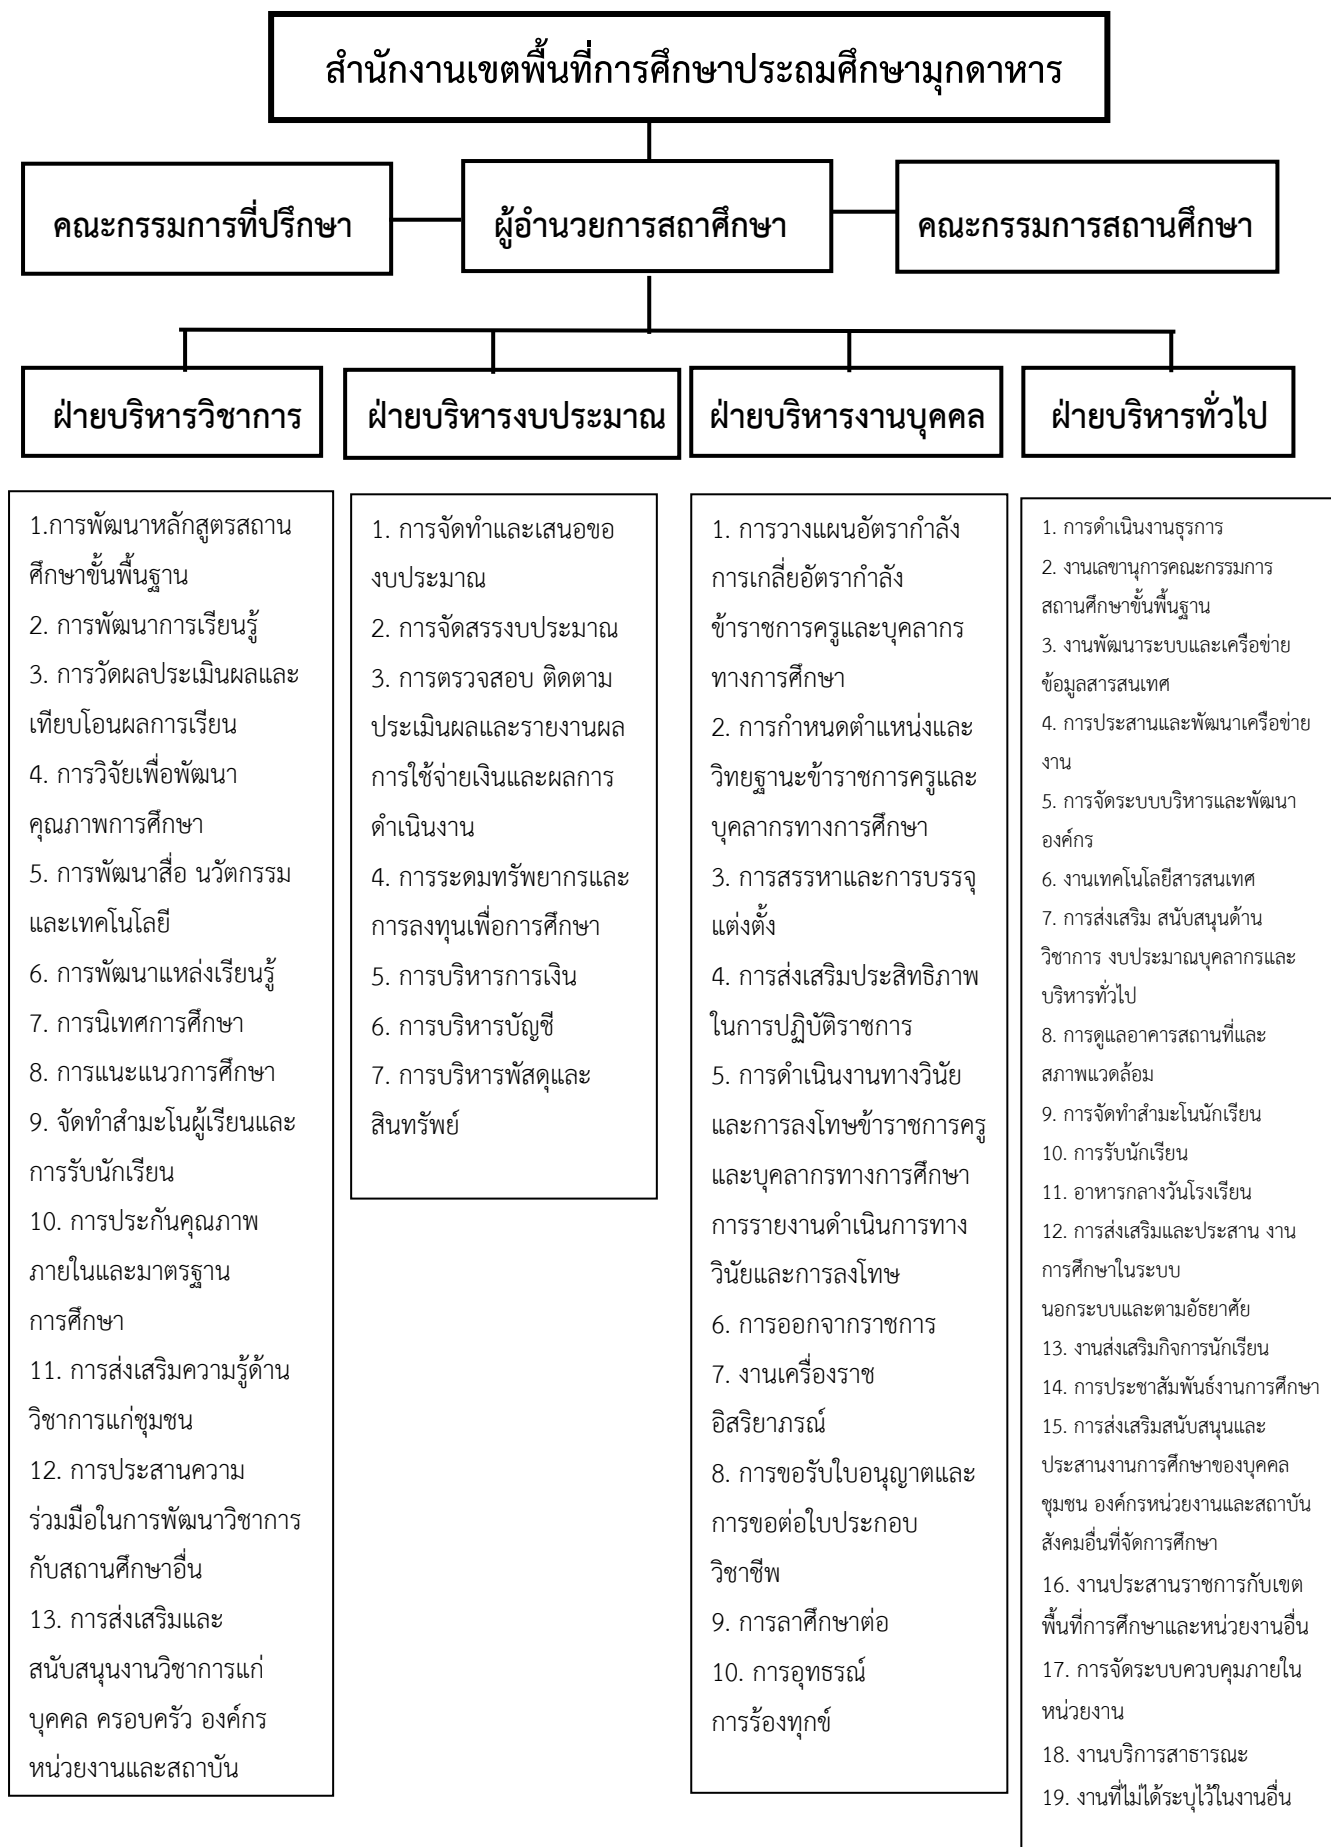 สำนักงานเขตพื้นที่การศึกษาประถมศึกษามุกดาหาร
คณะกรรมการที่ปรึกษา
ผู้อำนวยการสถาศึกษา
คณะกรรมการสถานศึกษา
ฝ่ายบริหารวิชาการ
ฝ่ายบริหารงบประมาณ
ฝ่ายบริหารงานบุคคล
ฝ่ายบริหารทั่วไป
1.การพัฒนาหลักสูตรสถาน
ศึกษาขั้นพื้นฐาน
2. การพัฒนาการเรียนรู้
3. การวัดผลประเมินผลและ
เทียบโอนผลการเรียน
4. การวิจัยเพื่อพัฒนา
คุณภาพการศึกษา
5. การพัฒนาสื่อ นวัตกรรม
และเทคโนโลยี
6. การพัฒนาแหล่งเรียนรู้
7. การนิเทศการศึกษา
8. การแนะแนวการศึกษา
9. จัดทำสำมะโนผู้เรียนและ
การรับนักเรียน
10. การประกันคุณภาพ
ภายในและมาตรฐาน
การศึกษา
11. การส่งเสริมความรู้ด้าน
วิชาการแก่ชุมชน
12. การประสานความ
ร่วมมือในการพัฒนาวิชาการ
กับสถานศึกษาอื่น
13. การส่งเสริมและ
สนับสนุนงานวิชาการแก่
บุคคล ครอบครัว องค์กร
หน่วยงานและสถาบัน
1. การจัดทำและเสนอขอ
งบประมาณ
2. การจัดสรรงบประมาณ
3. การตรวจสอบ ติดตาม
ประเมินผลและรายงานผล
การใช้จ่ายเงินและผลการ
ดำเนินงาน
4. การระดมทรัพยากรและ
การลงทุนเพื่อการศึกษา
5. การบริหารการเงิน
6. การบริหารบัญชี
7. การบริหารพัสดุและ
สินทรัพย์
1. การวางแผนอัตรากำลัง
การเกลี่ยอัตรากำลัง
ข้าราชการครูและบุคลากร
ทางการศึกษา
2. การกำหนดตำแหน่งและ
วิทยฐานะข้าราชการครูและ
บุคลากรทางการศึกษา
3. การสรรหาและการบรรจุ
แต่งตั้ง
4. การส่งเสริมประสิทธิภาพ
ในการปฏิบัติราชการ
5. การดำเนินงานทางวินัย
และการลงโทษข้าราชการครู
และบุคลากรทางการศึกษา
การรายงานดำเนินการทาง
วินัยและการลงโทษ
6. การออกจากราชการ
7. งานเครื่องราช
อิสริยาภรณ์
8. การขอรับใบอนุญาตและ
การขอต่อใบประกอบ
วิชาชีพ
9. การลาศึกษาต่อ
10. การอุทธรณ์
การร้องทุกข์
1. การดำเนินงานธุรการ
2. งานเลขานุการคณะกรรมการ
สถานศึกษาขั้นพื้นฐาน
3. งานพัฒนาระบบและเครือข่าย
ข้อมูลสารสนเทศ
4. การประสานและพัฒนาเครือข่าย
งาน
5. การจัดระบบบริหารและพัฒนา
องค์กร
6. งานเทคโนโลยีสารสนเทศ
7. การส่งเสริม สนับสนุนด้าน
วิชาการ งบประมาณบุคลากรและ
บริหารทั่วไป
8. การดูแลอาคารสถานที่และ
สภาพแวดล้อม
9. การจัดทำสำมะโนนักเรียน
10. การรับนักเรียน
11. อาหารกลางวันโรงเรียน
12. การส่งเสริมและประสาน งาน
การศึกษาในระบบ
นอกระบบและตามอัธยาศัย
13. งานส่งเสริมกิจการนักเรียน
14. การประชาสัมพันธ์งานการศึกษา
15. การส่งเสริมสนับสนุนและ
ประสานงานการศึกษาของบุคคล
ชุมชน องค์กรหน่วยงานและสถาบัน
สังคมอื่นที่จัดการศึกษา
16. งานประสานราชการกับเขต
พื้นที่การศึกษาและหน่วยงานอื่น
17. การจัดระบบควบคุมภายใน
หน่วยงาน
18. งานบริการสาธารณะ
19. งานที่ไม่ได้ระบุไว้ในงานอื่น